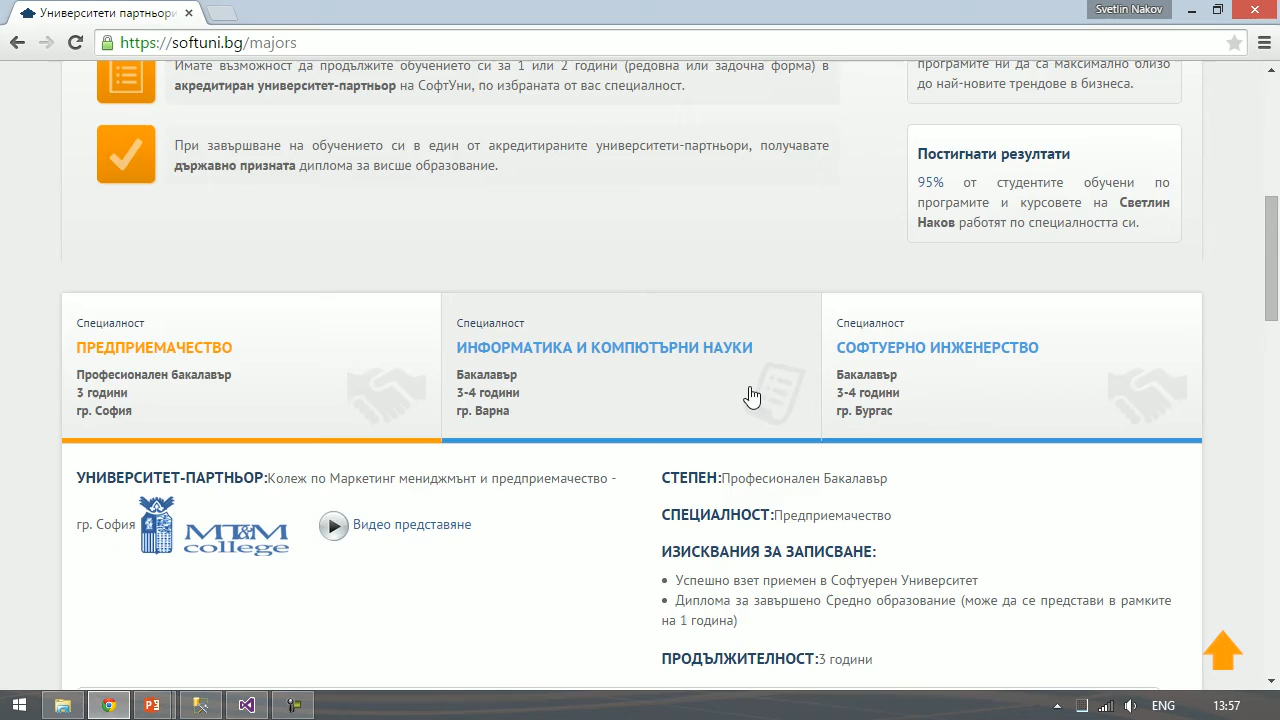 Университети партньори
Svetlin Nakov
https://softuni.bg/majors
Имате възможност да продължите обучението си за 1 или 2 години (редовна или задочна форма) в
акредитиран университет-партньор на СофтУни, по избраната от вас специалност.
При завършване на обучението си в един от акредитираните университети-партньори, получавате
държавно призната диплома за висше образование.
програмите ни да са максимално близо
до най-новите трендове в бизнеса.
Постигнати резултати
95% от студентите обучени по
програмите и курсовете на Светлин
Наков работят по специалността си.
Специалност
ПРЕДПРИЕМАЧЕСТВО
Професионален бакалавър
3 години
гр. София
Специалност
ИНФОРМАТИКА И КОМПЮТЪРНИ НАУКИ
Бакалавър
3-4 години
гр. Варна
Специалност
СОФТУЕРНО ИНЖЕНЕРСТВО
Бакалавър
3-4 години
гр. Бургас
УНИВЕРСИТЕТ-ПАРТНЬОР:Колеж по Маркетинг мениджмънт и предприемачество -
гр. София MT&M college Видео представяне
СТЕПЕН:Професионален Бакалавър
СПЕЦИАЛНОСТ:Предприемачество
ИЗИСКВАНИЯ ЗА ЗАПИСВАНЕ:
• Успешно взет приемен в Софтуерен Университет
• Диплома за завършено Средно образование (може да се представи в рамките
на 1 година)
ПРОДЪЛЖИТЕЛНОСТ:3 години
ENG
13:57